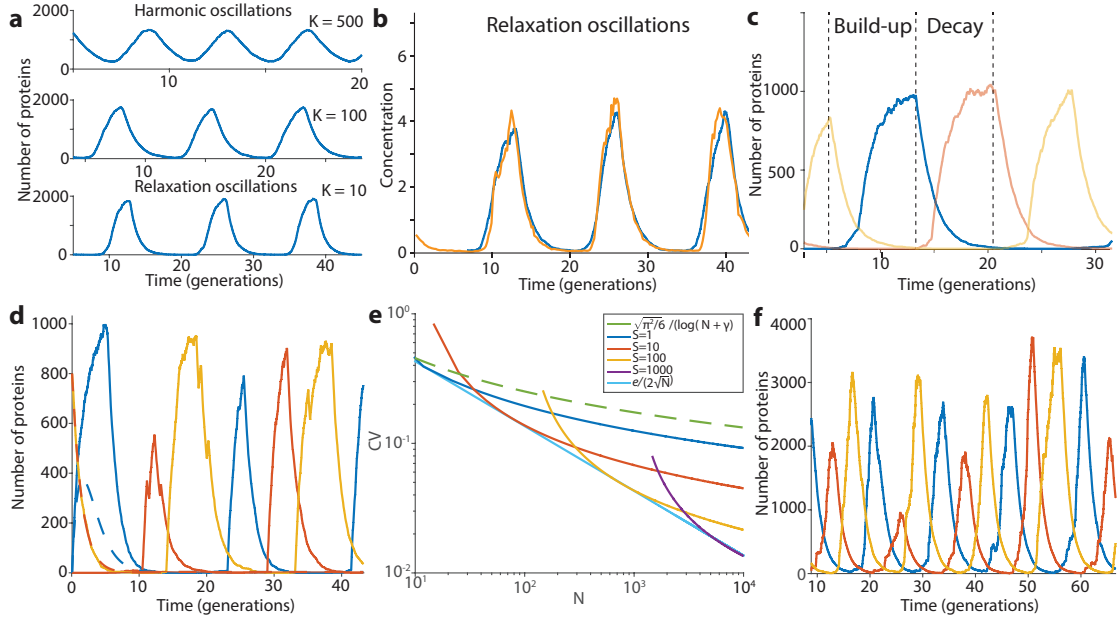 a
Harmonic oscillations
K = 500
2000
1000
0
10
20
K = 100
2000
1000
0
10
20
Relaxation oscillations
K = 10
2000
1000
0
10
20
30
40
Number of proteins
Time (generations)
b
Relaxation oscillations
6
4
2
0
Concentration
0
10
20
30
40
Time (generations)
c
Build-up
Decay
1000
500
0
Number of proteins
10
20
30
Time (generations)
d
1000
800
600
400
200
0
Number of proteins
0
10
20
30
40
Time (generations)
e
10^0
10^-1
10^-2
CV
√π²/6 /(log( N + γ)
S=1
S=10
S=100
S=1000
e/(2√N)
10^1
10^2
10^3
10^4
N
f
4000
3000
2000
1000
0
Number of proteins
10
20
30
40
50
60
Time (generations)